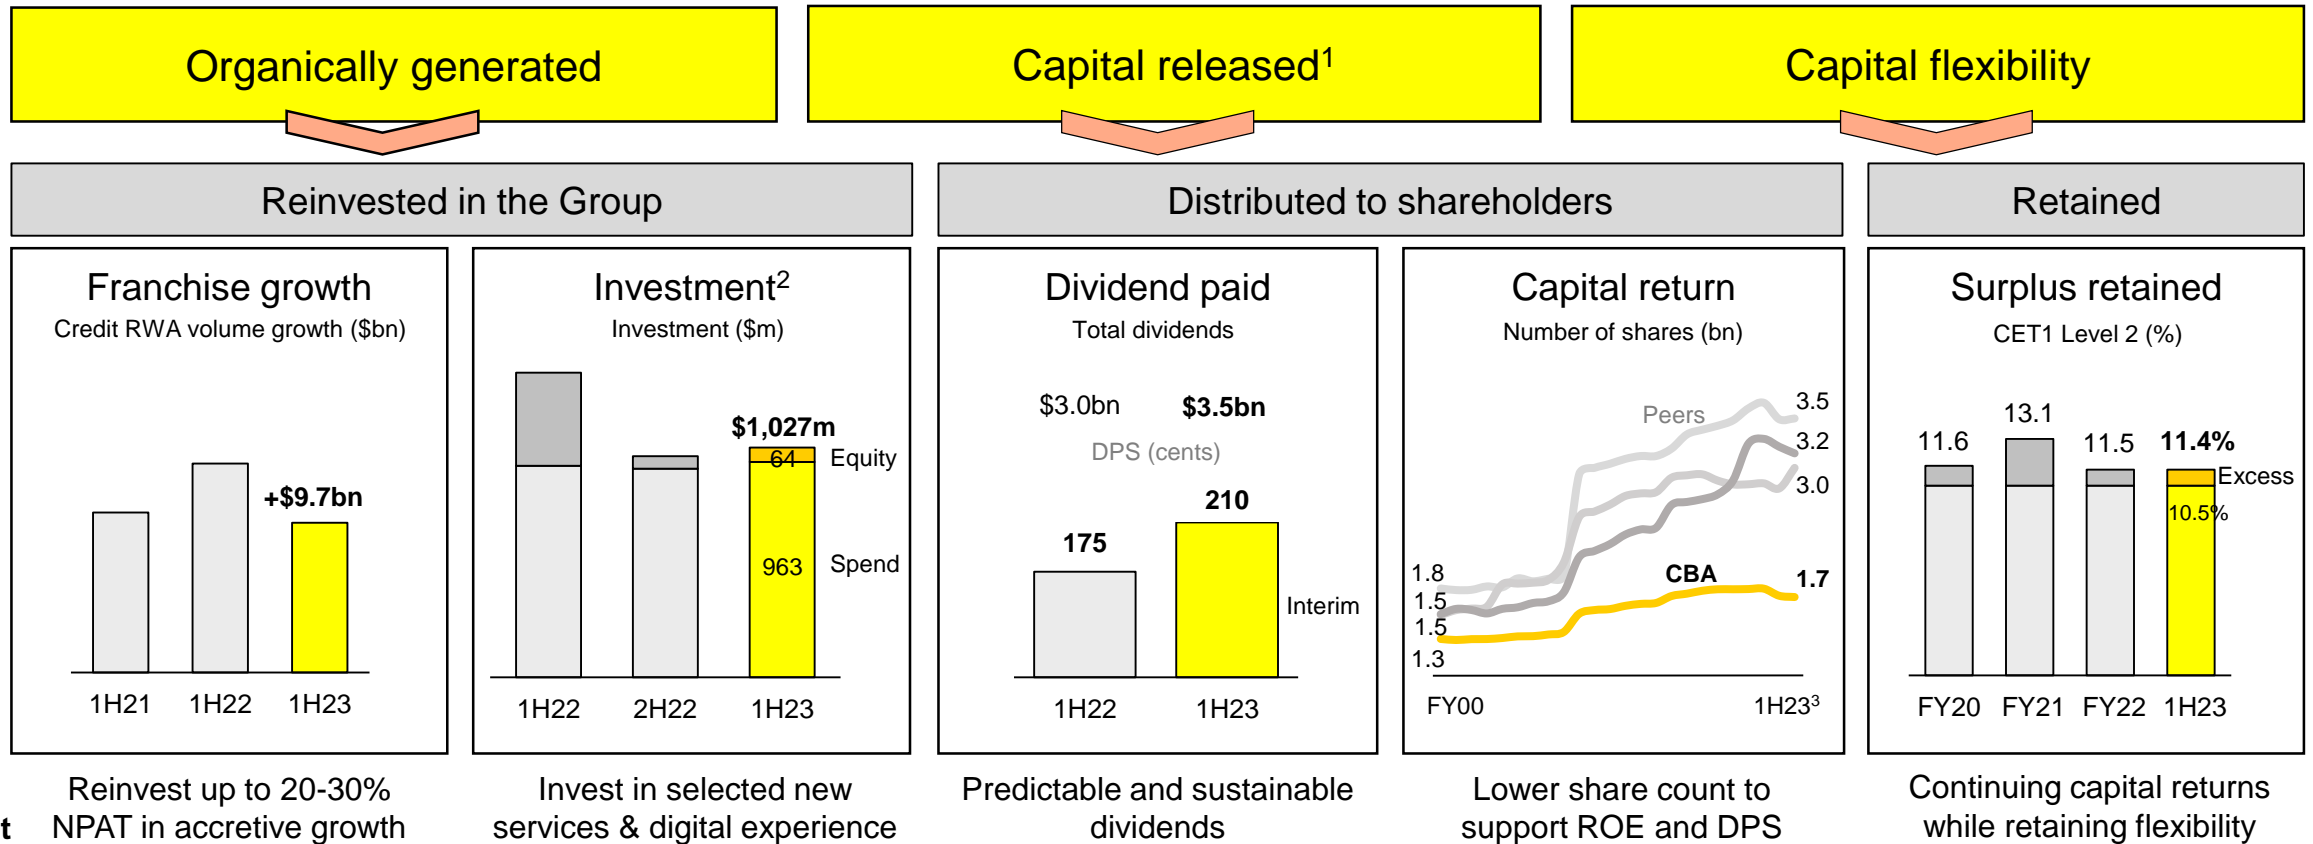 Organically generated
Capital released¹
Capital flexibility
Reinvested in the Group
Distributed to shareholders
Retained
Franchise growth
Credit RWA volume growth ($bn)
+$9.7bn
1H21 1H22 1H23
Investment²
Investment ($m)
$1,027m
64 Equity
963 Spend
1H22 2H22 1H23
Dividend paid
Total dividends
$3.0bn $3.5bn
DPS (cents)
210
175
Interim
1H22 1H23
Capital return
Number of shares (bn)
Peers
3.5
3.2
3.0
1.8
1.5
1.5
1.3
CBA
1.7
FY00 1H23³
Surplus retained
CET1 Level 2 (%)
11.6 13.1 11.5 11.4%
Excess
10.5%
FY20 FY21 FY22 1H23
Reinvest up to 20-30%
NPAT in accretive growth
Invest in selected new
services & digital experience
Predictable and sustainable
dividends
Lower share count to
support ROE and DPS
Continuing capital returns
while retaining flexibility